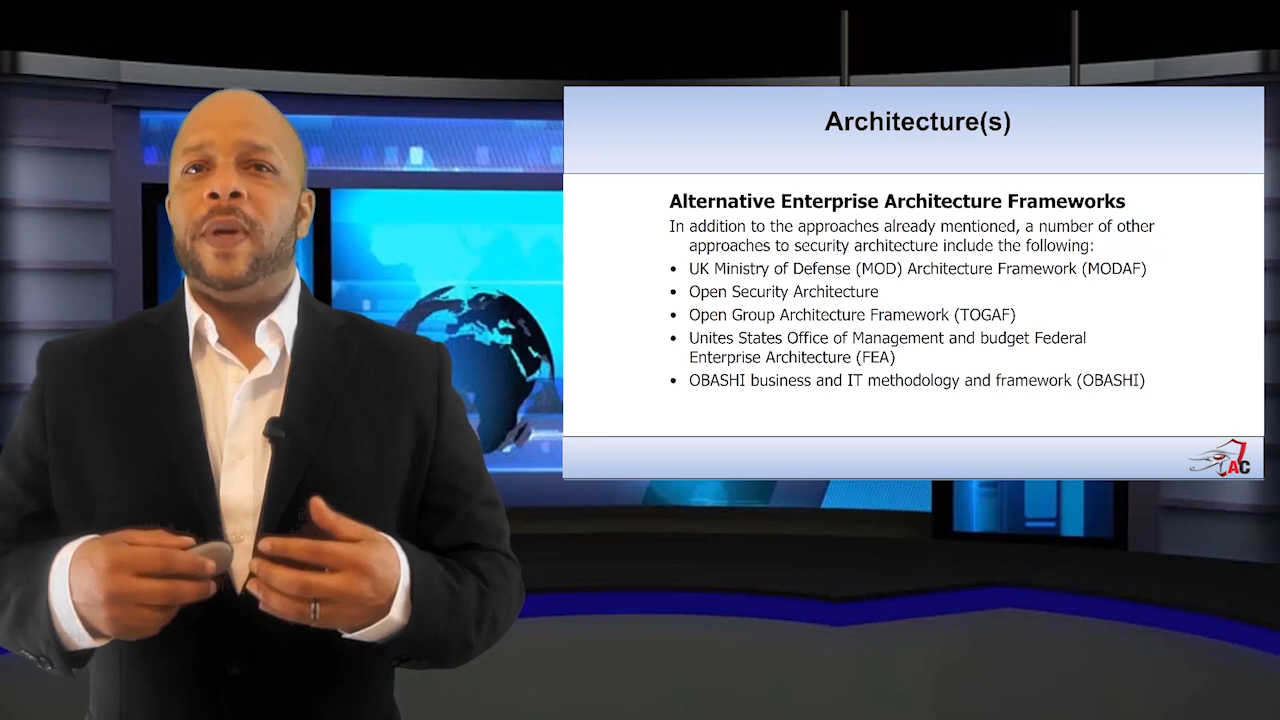 Architecture(s)
Alternative Enterprise Architecture Frameworks
In addition to the approaches already mentioned, a number of other
approaches to security architecture include the following:
• UK Ministry of Defense (MOD) Architecture Framework (MODAF)
• Open Security Architecture
• Open Group Architecture Framework (TOGAF)
• Unites States Office of Management and budget Federal
Enterprise Architecture (FEA)
• OBASHI business and IT methodology and framework (OBASHI)
AC